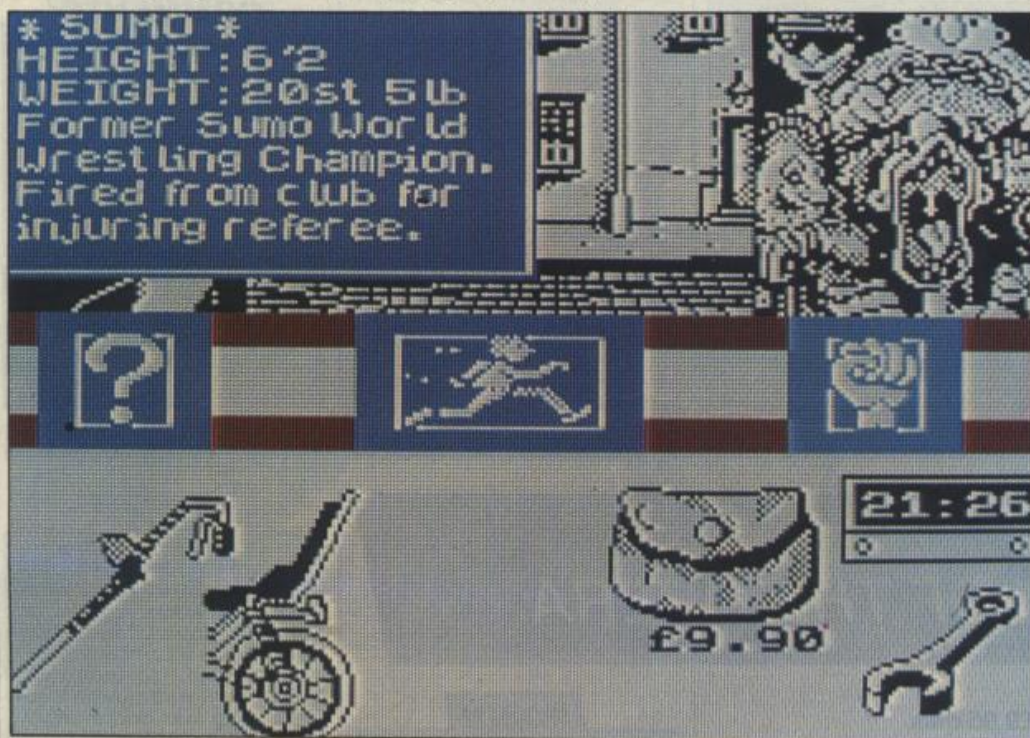 * SUMO *
HEIGHT:6'2
WEIGHT:20st 5lb
Former Sumo World
Wrestling Champion.
Fired from club for
injuring referee.
?
21:26
£9.90